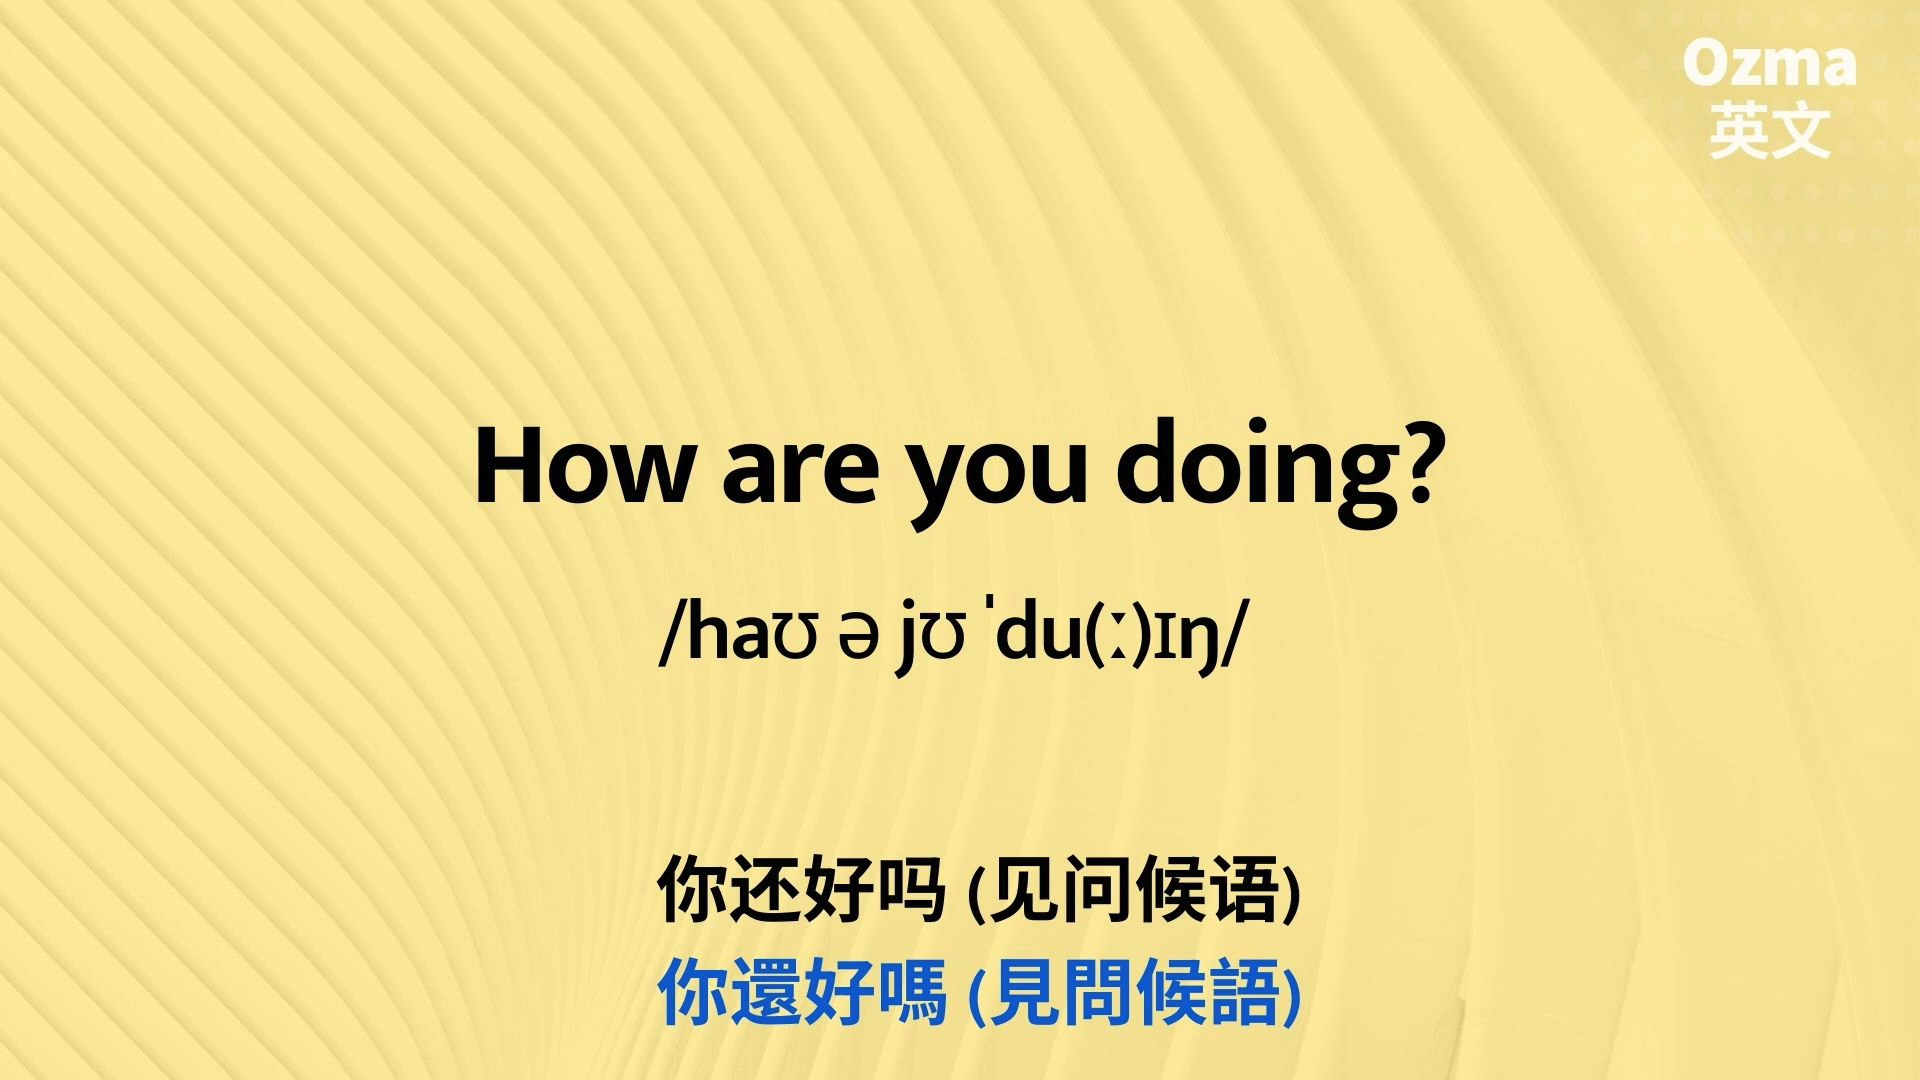 Ozma
英文
How are you doing?
/haʊ ə jʊ ˈdu(ː)ɪŋ/
你还好吗 (见问候语)
你還好嗎 (見問候語)